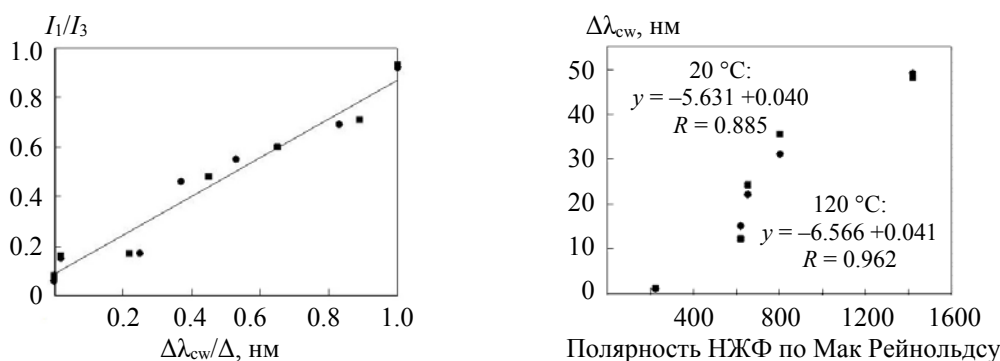 I₁/I₃
1.0
0.8
0.6
0.4
0.2
0
0.2 0.4 0.6 0.8 1.0
Δλcw/Δ, нм
Δλcw, нм
50
40
30
20
10
0
20 °C:
y = –5.631 +0.040
R = 0.885
120 °C:
y = –6.566 +0.041
R = 0.962
400 800 1200 1600
Полярность НЖФ по Мак Рейнольдсу